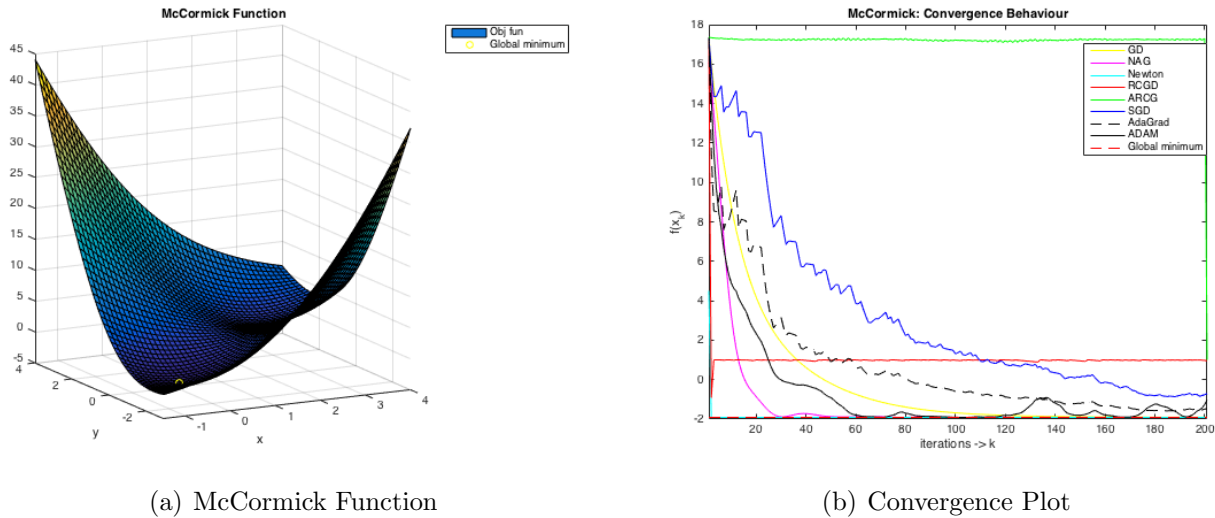 McCormick Function
Obj fun
Global minimum
45
40
35
30
25
20
15
10
5
0
-5
4
2
0
-2
y
-1
0
1
2
3
4
x
(a) McCormick Function
McCormick: Convergence Behaviour
18
16
14
12
10
8
6
4
2
0
-2
f(x_k)
GD
NAG
Newton
RCGD
ARCG
SGD
AdaGrad
ADAM
Global minimum
20
40
60
80
100
120
140
160
180
200
iterations -> k
(b) Convergence Plot